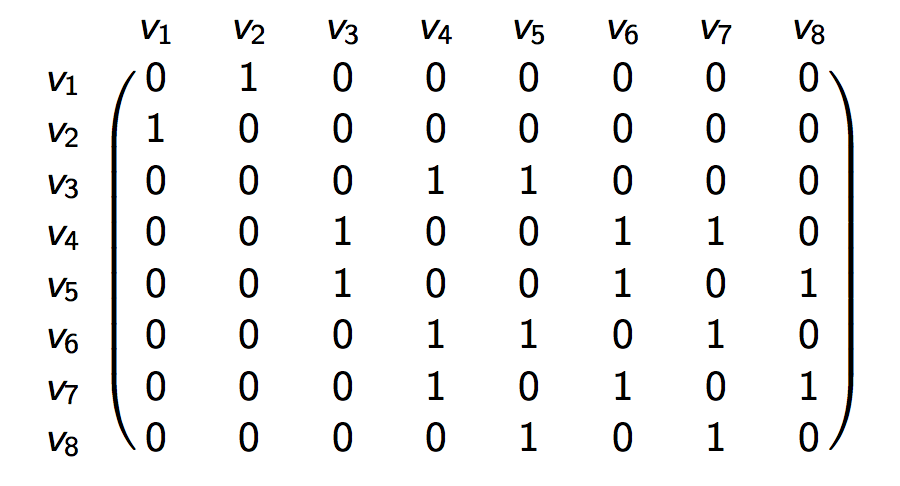 v1 v2 v3 v4 v5 v6 v7 v8
v1 0 1 0 0 0 0 0 0
v2 1 0 0 0 0 0 0 0
v3 0 0 0 1 1 0 0 0
v4 0 0 1 0 0 1 1 0
v5 0 0 1 0 0 1 0 1
v6 0 0 0 1 1 0 1 0
v7 0 0 0 1 0 1 0 1
v8 0 0 0 0 1 0 1 0